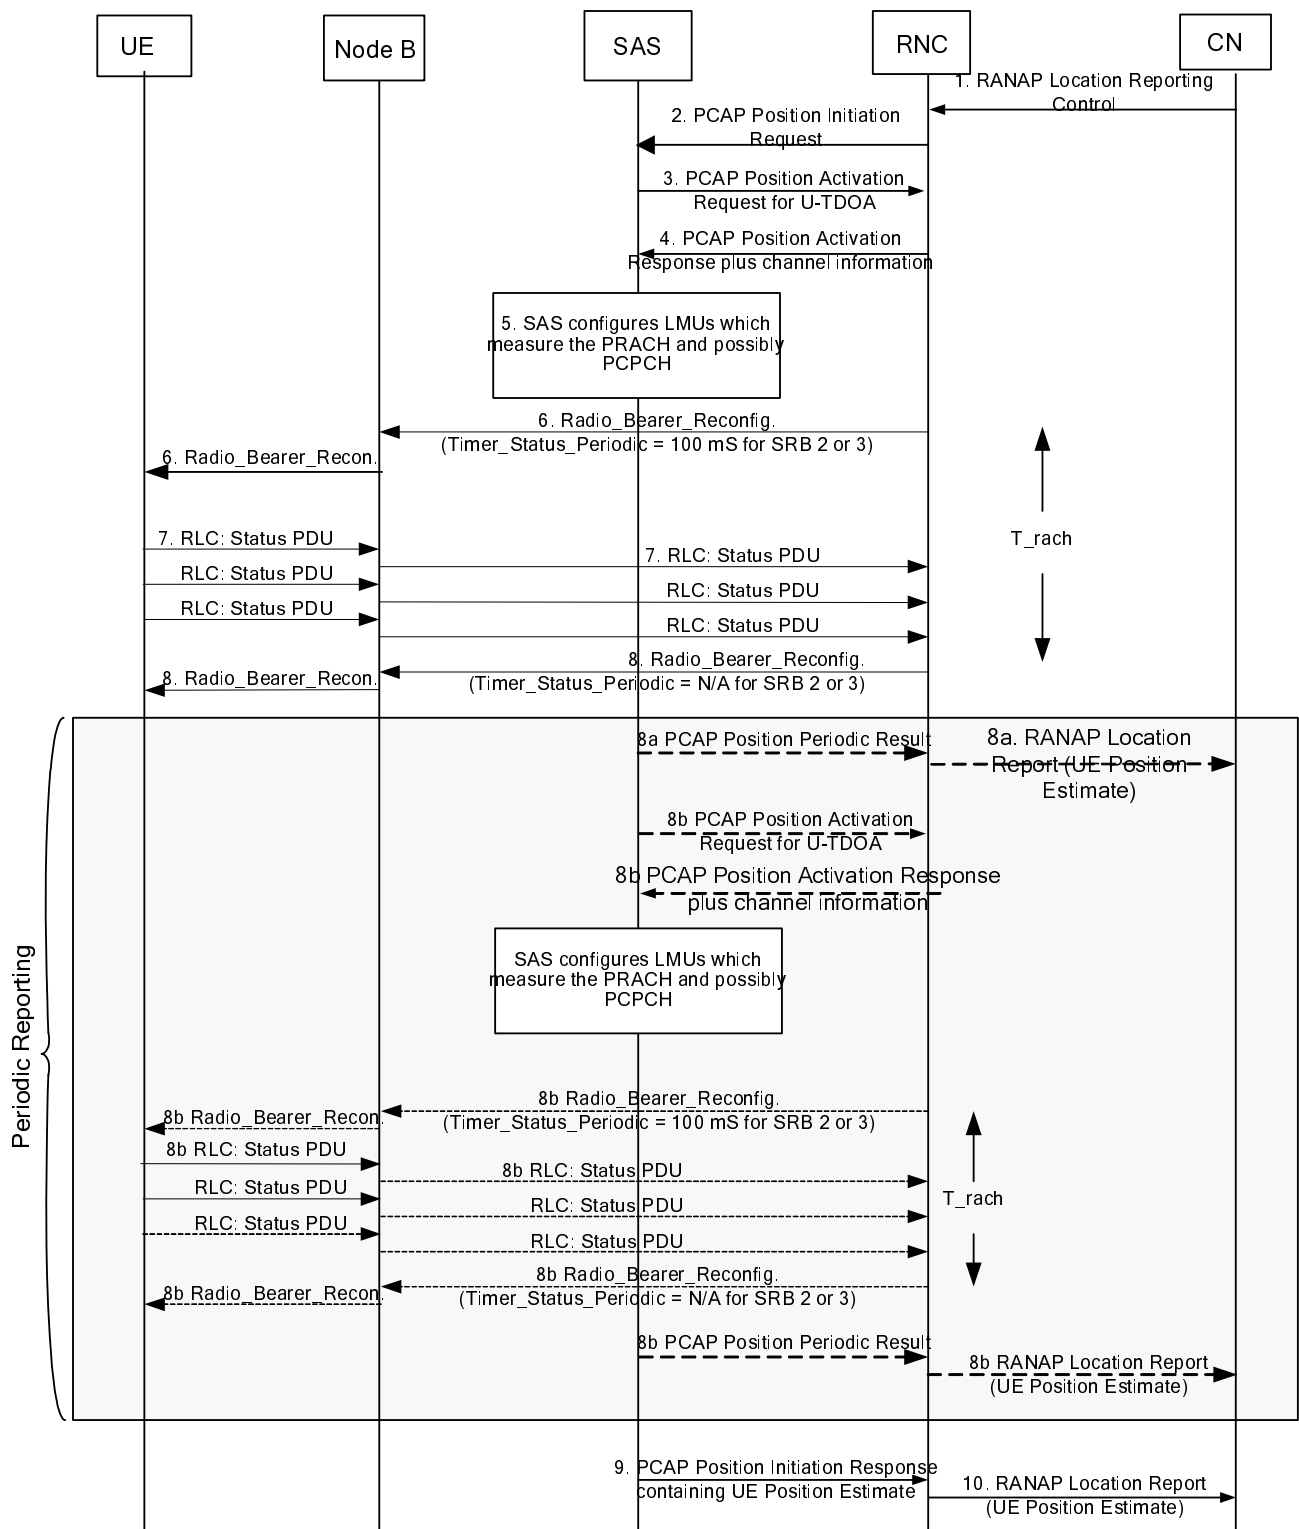 UE
Node B
SAS
RNC
CN
1. RANAP Location Reporting
Control
2. PCAP Position Initiation
Request
3. PCAP Position Activation
Request for U-TDOA
4. PCAP Position Activation
Response plus channel information
5. SAS configures LMUs which
measure the PRACH and possibly
PCPCH
6. Radio_Bearer_Reconfig.
(Timer_Status_Periodic = 100 mS for SRB 2 or 3)
6. Radio_Bearer_Recon.
T_rach
7. RLC: Status PDU
7. RLC: Status PDU
RLC: Status PDU
RLC: Status PDU
RLC: Status PDU
RLC: Status PDU
8. Radio_Bearer_Reconfig.
(Timer_Status_Periodic = N/A for SRB 2 or 3)
8. Radio_Bearer_Recon.
Periodic Reporting
8a PCAP Position Periodic Result
8a. RANAP Location
Report (UE Position
Estimate)
8b PCAP Position Activation
Request for U-TDOA
8b PCAP Position Activation Response
plus channel information
SAS configures LMUs which
measure the PRACH and possibly
PCPCH
8b Radio_Bearer_Reconfig.
(Timer_Status_Periodic = 100 mS for SRB 2 or 3)
8b Radio_Bearer_Recon.
8b RLC: Status PDU
8b RLC: Status PDU
RLC: Status PDU
RLC: Status PDU
RLC: Status PDU
RLC: Status PDU
T_rach
8b Radio_Bearer_Reconfig.
(Timer_Status_Periodic = N/A for SRB 2 or 3)
8b Radio_Bearer_Recon.
8b PCAP Position Periodic Result
8b RANAP Location Report
(UE Position Estimate)
9. PCAP Position Initiation Response
containing UE Position Estimate
10. RANAP Location Report
(UE Position Estimate)